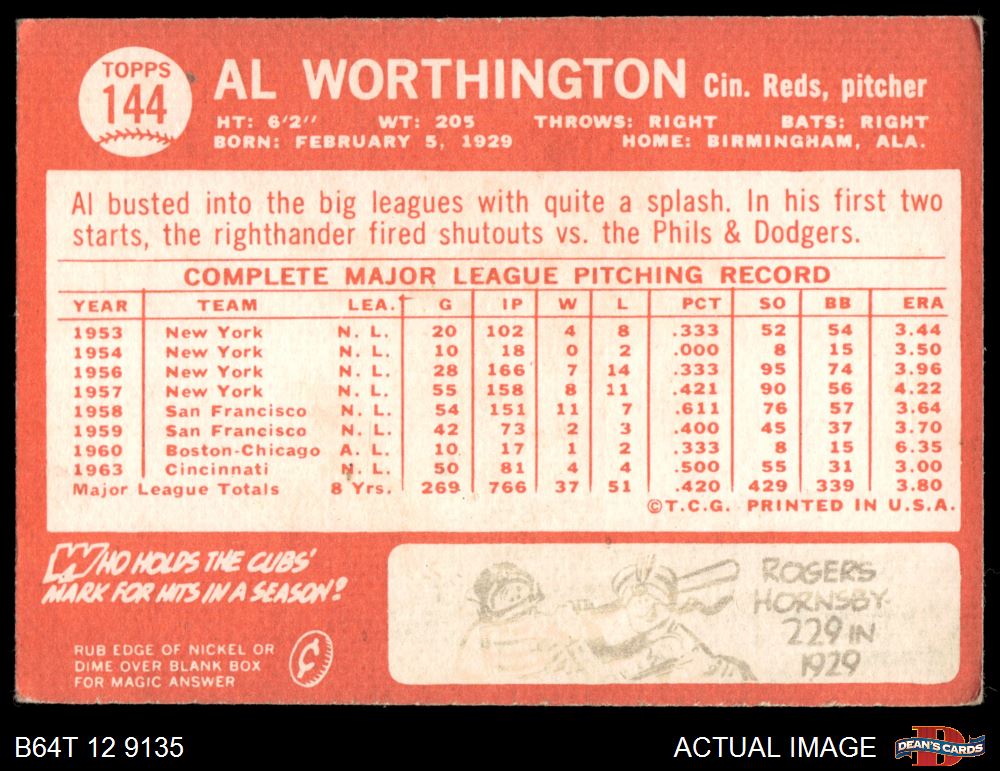 TOPPS
144
AL WORTHINGTON Cin. Reds, pitcher
HT: 6'2" WT: 205 THROWS: RIGHT BATS: RIGHT
BORN: FEBRUARY 5, 1929 HOME: BIRMINGHAM, ALA.
Al busted into the big leagues with quite a splash. In his first two
starts, the righthander fired shutouts vs. the Phils & Dodgers.
COMPLETE MAJOR LEAGUE PITCHING RECORD
YEAR TEAM LEA. G IP W L PCT SO BB ERA
1953 New York N. L. 20 102 4 8 .333 52 54 3.44
1954 New York N. L. 10 18 0 2 .000 8 15 3.50
1956 New York N. L. 28 166 7 14 .333 95 74 3.96
1957 New York N. L. 55 158 8 11 .421 90 56 4.22
1958 San Francisco N. L. 54 151 11 7 .611 76 57 3.64
1959 San Francisco N. L. 42 73 2 3 .400 45 37 3.70
1960 Boston-Chicago A. L. 10 17 1 2 .333 8 15 6.35
1963 Cincinnati N. L. 50 81 4 4 .500 55 31 3.00
Major League Totals 8 Yrs. 269 766 37 51 .420 429 339 3.80
©T.C.G. PRINTED IN U.S.A.
WHO HOLDS THE CUBS'
MARK FOR HITS IN A SEASON?
RUB EDGE OF NICKEL OR
DIME OVER BLANK BOX
FOR MAGIC ANSWER
¢
ROGERS
HORNSBY
229 IN
1929
B64T 12 9135
ACTUAL IMAGE
DEAN'S CARDS